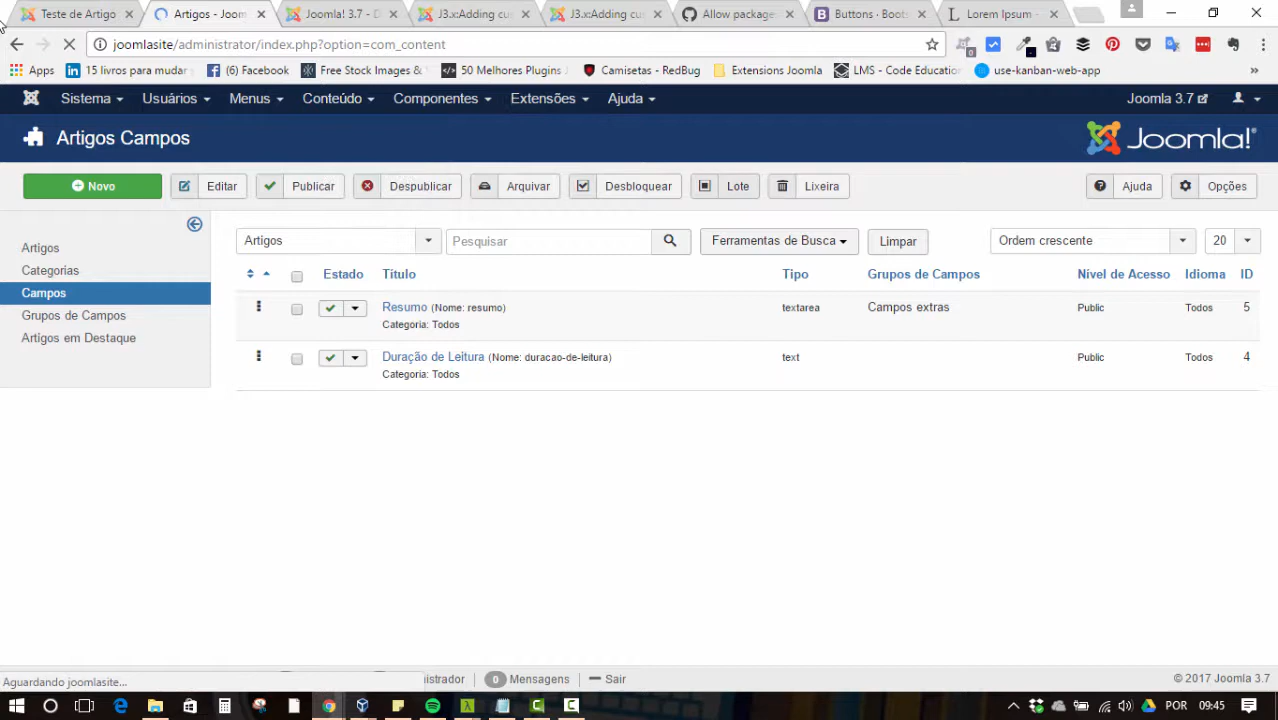 Teste de Artigo
Artigos - Joom
Joomla! 3.7 - D
J3.x:Adding cus
J3.x:Adding cus
Allow package
Buttons · Boots
Lorem Ipsum -
joomlasite/administrator/index.php?option=com_content
Apps
15 livros para mudar
(6) Facebook
Free Stock Images &
50 Melhores Plugins
Camisetas - RedBug
Extensions Joomla
LMS - Code Education
use-kanban-web-app
Sistema Usuários Menus Conteúdo Componentes Extensões Ajuda
Joomla 3.7
Artigos Campos
Joomla!®
Novo Editar Publicar Despublicar Arquivar Desbloquear Lote Lixeira Ajuda Opções
Artigos
Categorias
Campos
Grupos de Campos
Artigos em Destaque
Artigos Pesquisar Ferramentas de Busca Limpar Ordem crescente 20
Estado Título Tipo Grupos de Campos Nível de Acesso Idioma ID
Resumo (Nome: resumo) textarea Campos extras Public Todos 5
Categoria: Todos
Duração de Leitura (Nome: duracao-de-leitura) text Public Todos 4
Categoria: Todos
Aguardando joomlasite...
istrador 0 Mensagens Sair
© 2017 Joomla 3.7
POR 09:45